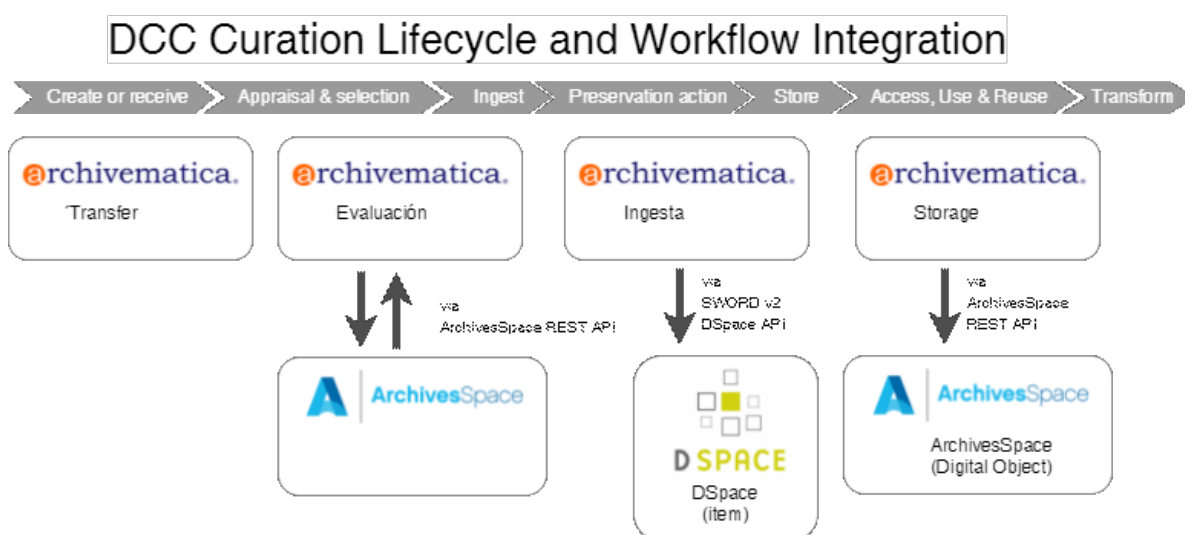 DCC Curation Lifecycle and Workflow Integration
Create or receive
Appraisal & selection
Ingest
Preservation action
Store
Access, Use & Reuse
Transform
archivematica.
´Transfer
archivematica.
Evaluación
archivematica.
Ingesta
archivematica.
Storage
via
ArchivesSpace REST API
via
SWORD v2
DSpace API
via
ArchivesSpace
REST API
ArchivesSpace
DSPACE
DSpace
(item)
ArchivesSpace
ArchivesSpace
(Digital Object)